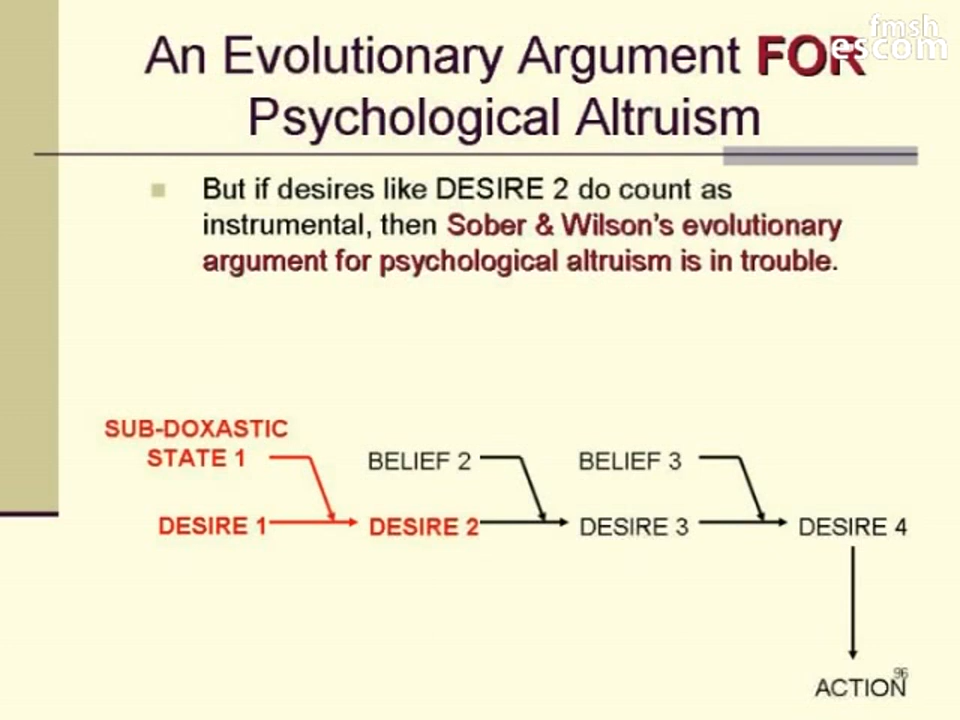 fmsh
escom
An Evolutionary Argument FOR
Psychological Altruism
But if desires like DESIRE 2 do count as
instrumental, then Sober & Wilson's evolutionary
argument for psychological altruism is in trouble.
SUB-DOXASTIC
STATE 1
BELIEF 2
BELIEF 3
DESIRE 1
DESIRE 2
DESIRE 3
DESIRE 4
96
ACTION